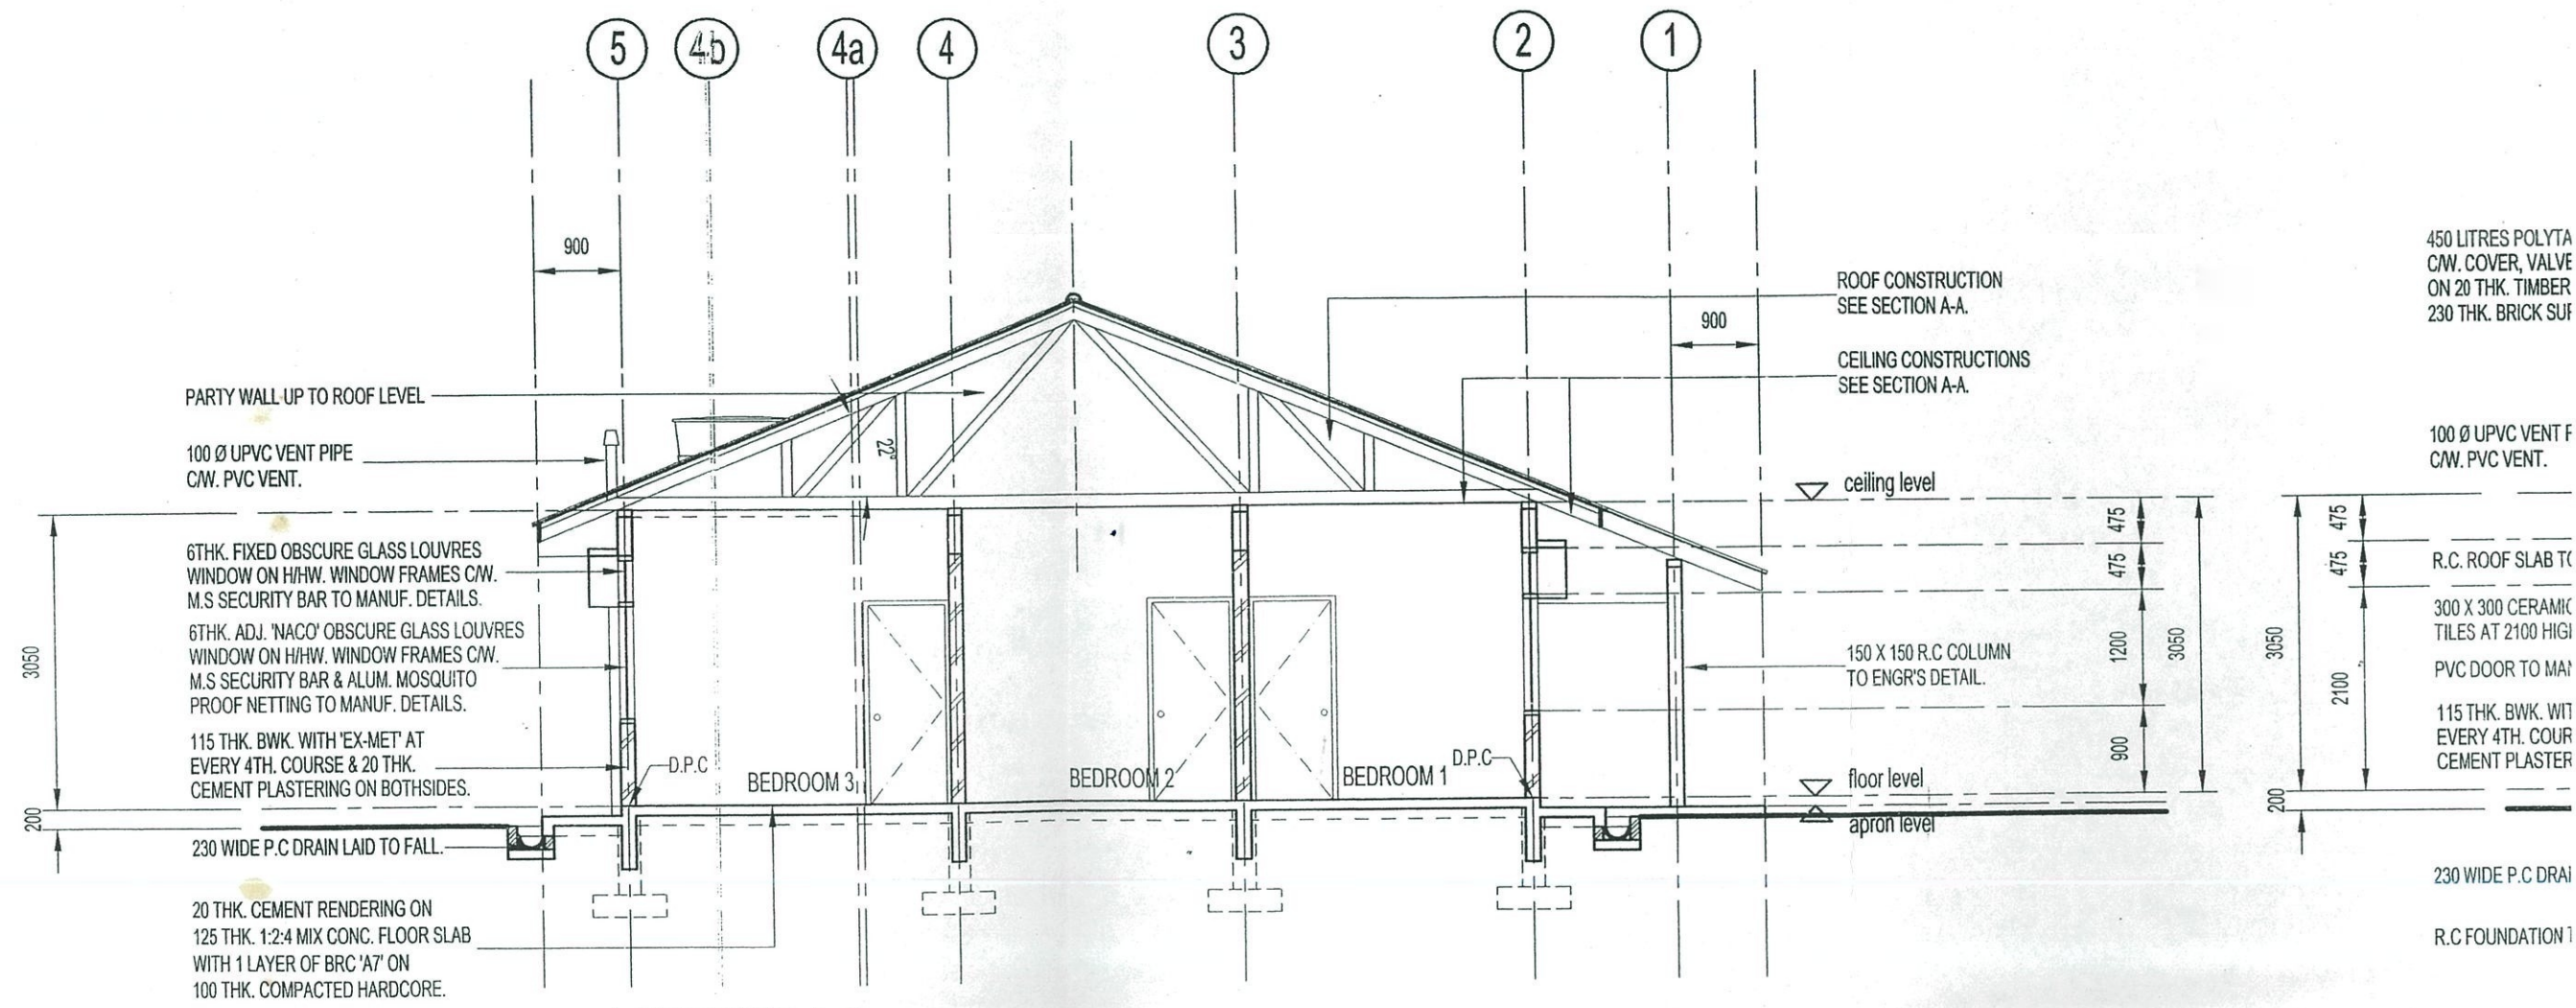 5
4b
4a
4
3
2
1
900
900
ROOF CONSTRUCTION
SEE SECTION A-A.
CEILING CONSTRUCTIONS
SEE SECTION A-A.
PARTY WALL UP TO ROOF LEVEL
100 Ø UPVC VENT PIPE
C/W. PVC VENT.
22°
ceiling level
6THK. FIXED OBSCURE GLASS LOUVRES
WINDOW ON H/HW. WINDOW FRAMES C/W.
M.S SECURITY BAR TO MANUF. DETAILS.
6THK. ADJ. 'NACO' OBSCURE GLASS LOUVRES
WINDOW ON H/HW. WINDOW FRAMES C/W.
M.S SECURITY BAR & ALUM. MOSQUITO
PROOF NETTING TO MANUF. DETAILS.
115 THK. BWK. WITH 'EX-MET' AT
EVERY 4TH. COURSE & 20 THK.
CEMENT PLASTERING ON BOTHSIDES.
3050
200
230 WIDE P.C DRAIN LAID TO FALL.
20 THK. CEMENT RENDERING ON
125 THK. 1:2:4 MIX CONC. FLOOR SLAB
WITH 1 LAYER OF BRC 'A7' ON
100 THK. COMPACTED HARDCORE.
D.P.C
BEDROOM 3
BEDROOM 2
BEDROOM 1
D.P.C
150 X 150 R.C COLUMN
TO ENGR'S DETAIL.
floor level
apron level
475
475
1200
900
3050
3050
200
475
475
2100
450 LITRES POLYTA
C/W. COVER, VALVE
ON 20 THK. TIMBER
230 THK. BRICK SU
100 Ø UPVC VENT P
C/W. PVC VENT.
R.C. ROOF SLAB TO
300 X 300 CERAMIC
TILES AT 2100 HIG
PVC DOOR TO MA
115 THK. BWK. WIT
EVERY 4TH. COUR
CEMENT PLASTER
230 WIDE P.C DRAI
R.C FOUNDATION